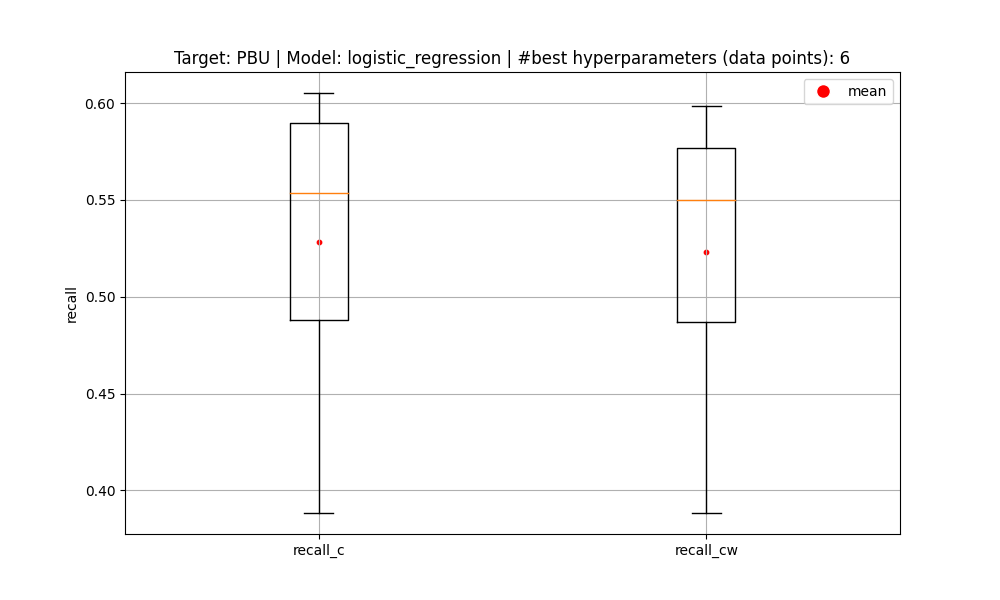 Target: PBU | Model: logistic_regression | #best hyperparameters (data points): 6
mean
0.60
0.55
0.50
0.45
0.40
recall
recall_c
recall_cw